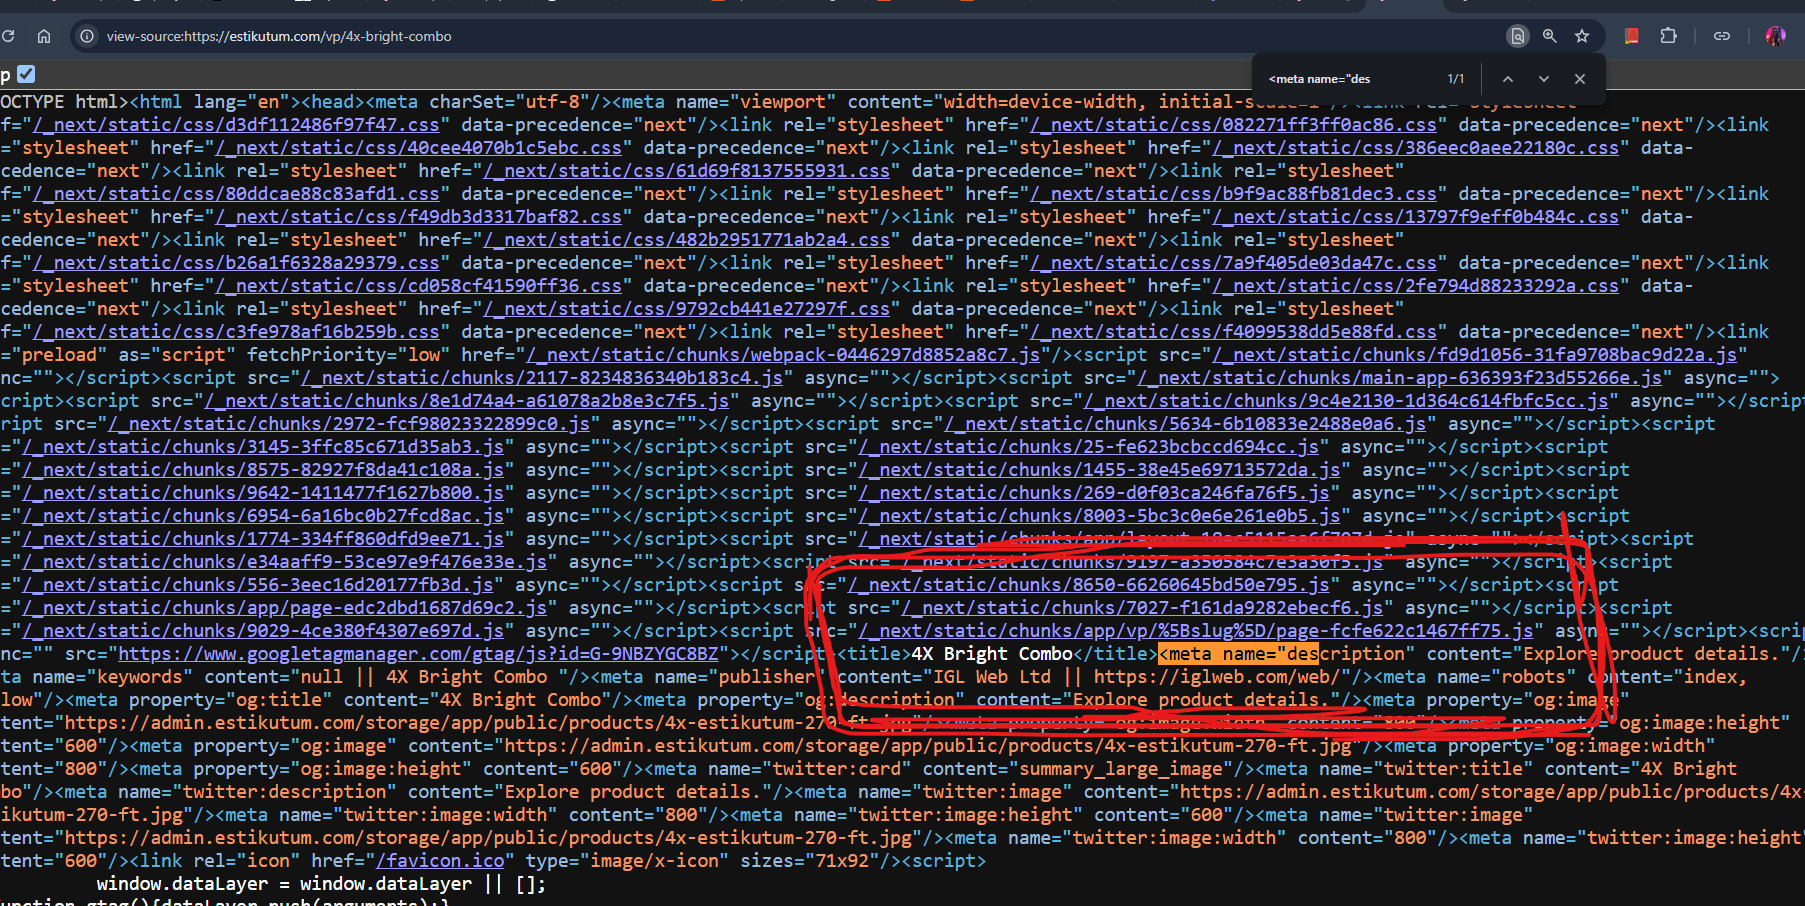 view-source:https://estikutum.com/vp/4x-bright-combo
<meta name="des 1/1
p
OCTYPE html><html lang="en"><head><meta charSet="utf-8"/><meta name="viewport" content="width=device-width, initial-scale=1"/><link rel="stylesheet"
f="/_next/static/css/d3df112486f97f47.css" data-precedence="next"/><link rel="stylesheet" href="/_next/static/css/082271ff3ff0ac86.css" data-precedence="next"/><link
="stylesheet" href="/_next/static/css/40cee4070b1c5ebc.css" data-precedence="next"/><link rel="stylesheet" href="/_next/static/css/386eec0aee22180c.css" data-
cedence="next"/><link rel="stylesheet" href="/_next/static/css/61d69f8137555931.css" data-precedence="next"/><link rel="stylesheet"
f="/_next/static/css/80ddcae88c83afd1.css" data-precedence="next"/><link rel="stylesheet" href="/_next/static/css/b9f9ac88fb81dec3.css" data-precedence="next"/><link
="stylesheet" href="/_next/static/css/f49db3d3317baf82.css" data-precedence="next"/><link rel="stylesheet" href="/_next/static/css/13797f9eff0b484c.css" data-
cedence="next"/><link rel="stylesheet" href="/_next/static/css/482b2951771ab2a4.css" data-precedence="next"/><link rel="stylesheet"
f="/_next/static/css/b26a1f6328a29379.css" data-precedence="next"/><link rel="stylesheet" href="/_next/static/css/7a9f405de03da47c.css" data-precedence="next"/><link
="stylesheet" href="/_next/static/css/cd058cf41590ff36.css" data-precedence="next"/><link rel="stylesheet" href="/_next/static/css/2fe794d88233292a.css" data-
cedence="next"/><link rel="stylesheet" href="/_next/static/css/9792cb441e27297f.css" data-precedence="next"/><link rel="stylesheet"
f="/_next/static/css/c3fe978af16b259b.css" data-precedence="next"/><link rel="stylesheet" href="/_next/static/css/f4099538dd5e88fd.css" data-precedence="next"/><link
="preload" as="script" fetchPriority="low" href="/_next/static/chunks/webpack-0446297d8852a8c7.js"/><script src="/_next/static/chunks/fd9d1056-31fa9708bac9d22a.js"
nc=""></script><script src="/_next/static/chunks/2117-8234836340b183c4.js" async=""></script><script src="/_next/static/chunks/main-app-636393f23d55266e.js" async="">
cript><script src="/_next/static/chunks/8e1d74a4-a61078a2b8e3c7f5.js" async=""></script><script src="/_next/static/chunks/9c4e2130-1d364c614fbfc5cc.js" async=""></script
ript src="/_next/static/chunks/2972-fcf98023322899c0.js" async=""></script><script src="/_next/static/chunks/5634-6b10833e2488e0a6.js" async=""></script><script
="/_next/static/chunks/3145-3ffc85c671d35ab3.js" async=""></script><script src="/_next/static/chunks/25-fe623bcbccd694cc.js" async=""></script><script
="/_next/static/chunks/8575-82927f8da41c108a.js" async=""></script><script src="/_next/static/chunks/1455-38e45e69713572da.js" async=""></script><script
="/_next/static/chunks/9642-1411477f1627b800.js" async=""></script><script src="/_next/static/chunks/269-d0f03ca246fa76f5.js" async=""></script><script
="/_next/static/chunks/6954-6a16bc0b27fcd8ac.js" async=""></script><script src="/_next/static/chunks/8003-5bc3c0e6e261e0b5.js" async=""></script><script
="/_next/static/chunks/1774-334ff860dfd9ee71.js" async=""></script><script async=""></script><script
="/_next/static/chunks/e34aaff9-53ce97e9f476e33e.js" async=""></script><script src="/_next/static/chunks/9197-a350584c7e3a30f5.js" async=""></script><script
="/_next/static/chunks/556-3eec16d20177fb3d.js" async=""></script><script src="/_next/static/chunks/8650-66260645bd50e795.js" async=""></script><script
="/_next/static/chunks/app/page-edc2dbd1687d69c2.js" async=""></script><script src="/_next/static/chunks/7027-f161da9282ebecf6.js" async=""></script><script
="/_next/static/chunks/9029-4ce380f4307e697d.js" async=""></script><script src="/_next/static/chunks/app/vp/%5Bslug%5D/page-fcfe622c1467ff75.js" async=""></script><scrip
nc="" src="https://www.googletagmanager.com/gtag/js?id=G-9NBZYGC8BZ"></script><title>4X Bright Combo</title><meta name="description" content="Explore product details."/
ta name="keywords" content="null || 4X Bright Combo "/><meta name="publisher" content="IGL Web Ltd || https://iglweb.com/web/"/><meta name="robots" content="index,
low"/><meta property="og:title" content="4X Bright Combo"/><meta property="og:description" content="Explore product details."/><meta property="og:image"
tent="https://admin.estikutum.com/storage/app/public/products/4x-estikutum-270-ft.jpg"/><meta property="og:image:width" content="800"/><meta property="og:image:height"
tent="600"/><meta property="og:image" content="https://admin.estikutum.com/storage/app/public/products/4x-estikutum-270-ft.jpg"/><meta property="og:image:width"
tent="800"/><meta property="og:image:height" content="600"/><meta name="twitter:card" content="summary_large_image"/><meta name="twitter:title" content="4X Bright
bo"/><meta name="twitter:description" content="Explore product details."/><meta name="twitter:image" content="https://admin.estikutum.com/storage/app/public/products/4x-
ikutum-270-ft.jpg"/><meta name="twitter:image:width" content="800"/><meta name="twitter:image:height" content="600"/><meta name="twitter:image"
tent="https://admin.estikutum.com/storage/app/public/products/4x-estikutum-270-ft.jpg"/><meta name="twitter:image:width" content="800"/><meta name="twitter:image:height"
tent="600"/><link rel="icon" href="/favicon.ico" type="image/x-icon" sizes="71x92"/><script>
window.dataLayer = window.dataLayer || [];
unction gtag(){dataLayer.push(arguments);}